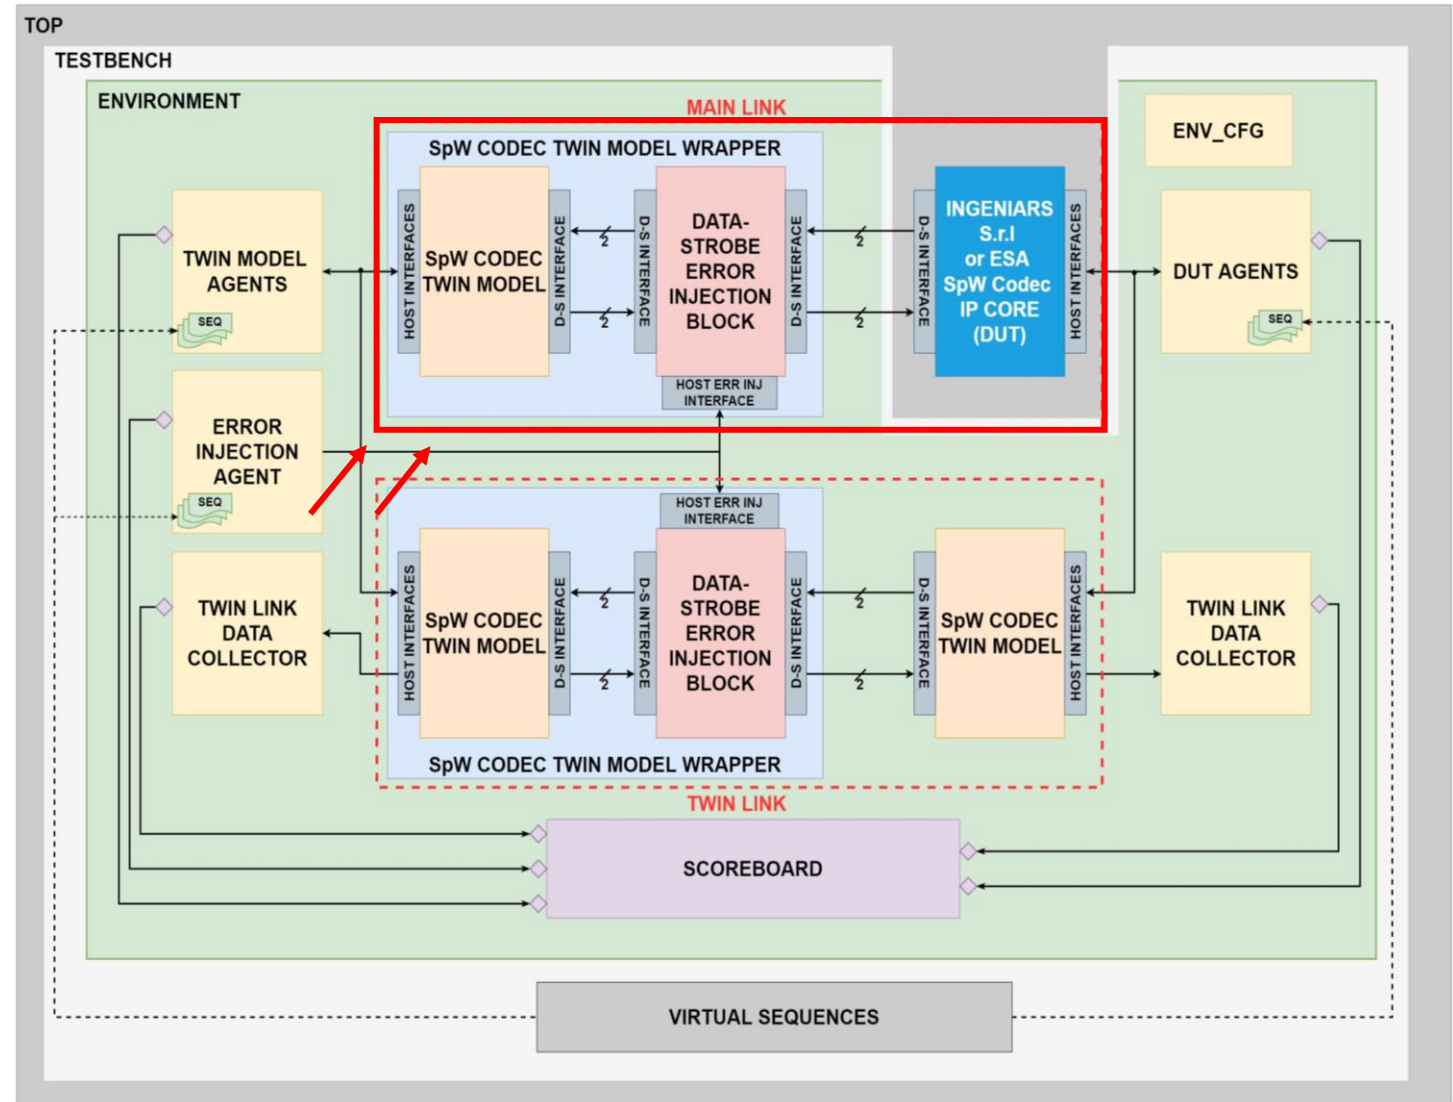 TOP
TESTBENCH
ENVIRONMENT
MAIN LINK
ENV_CFG
SpW CODEC TWIN MODEL WRAPPER
TWIN MODEL
AGENTS
SEQ
HOST INTERFACES
SpW CODEC
TWIN MODEL
D-S INTERFACE
2
2
D-S INTERFACE
DATA-
STROBE
ERROR
INJECTION
BLOCK
HOST ERR INJ
INTERFACE
D-S INTERFACE
2
2
D-S INTERFACE
INGENIARS
S.r.l
or ESA
SpW Codec
IP CORE
(DUT)
HOST INTERFACES
DUT AGENTS
SEQ
ERROR
INJECTION
AGENT
SEQ
TWIN LINK
DATA
COLLECTOR
HOST INTERFACES
SpW CODEC
TWIN MODEL
D-S INTERFACE
2
2
D-S INTERFACE
HOST ERR INJ
INTERFACE
DATA-
STROBE
ERROR
INJECTION
BLOCK
D-S INTERFACE
2
2
D-S INTERFACE
SpW CODEC
TWIN MODEL
HOST INTERFACES
TWIN LINK
DATA
COLLECTOR
SpW CODEC TWIN MODEL WRAPPER
TWIN LINK
SCOREBOARD
VIRTUAL SEQUENCES